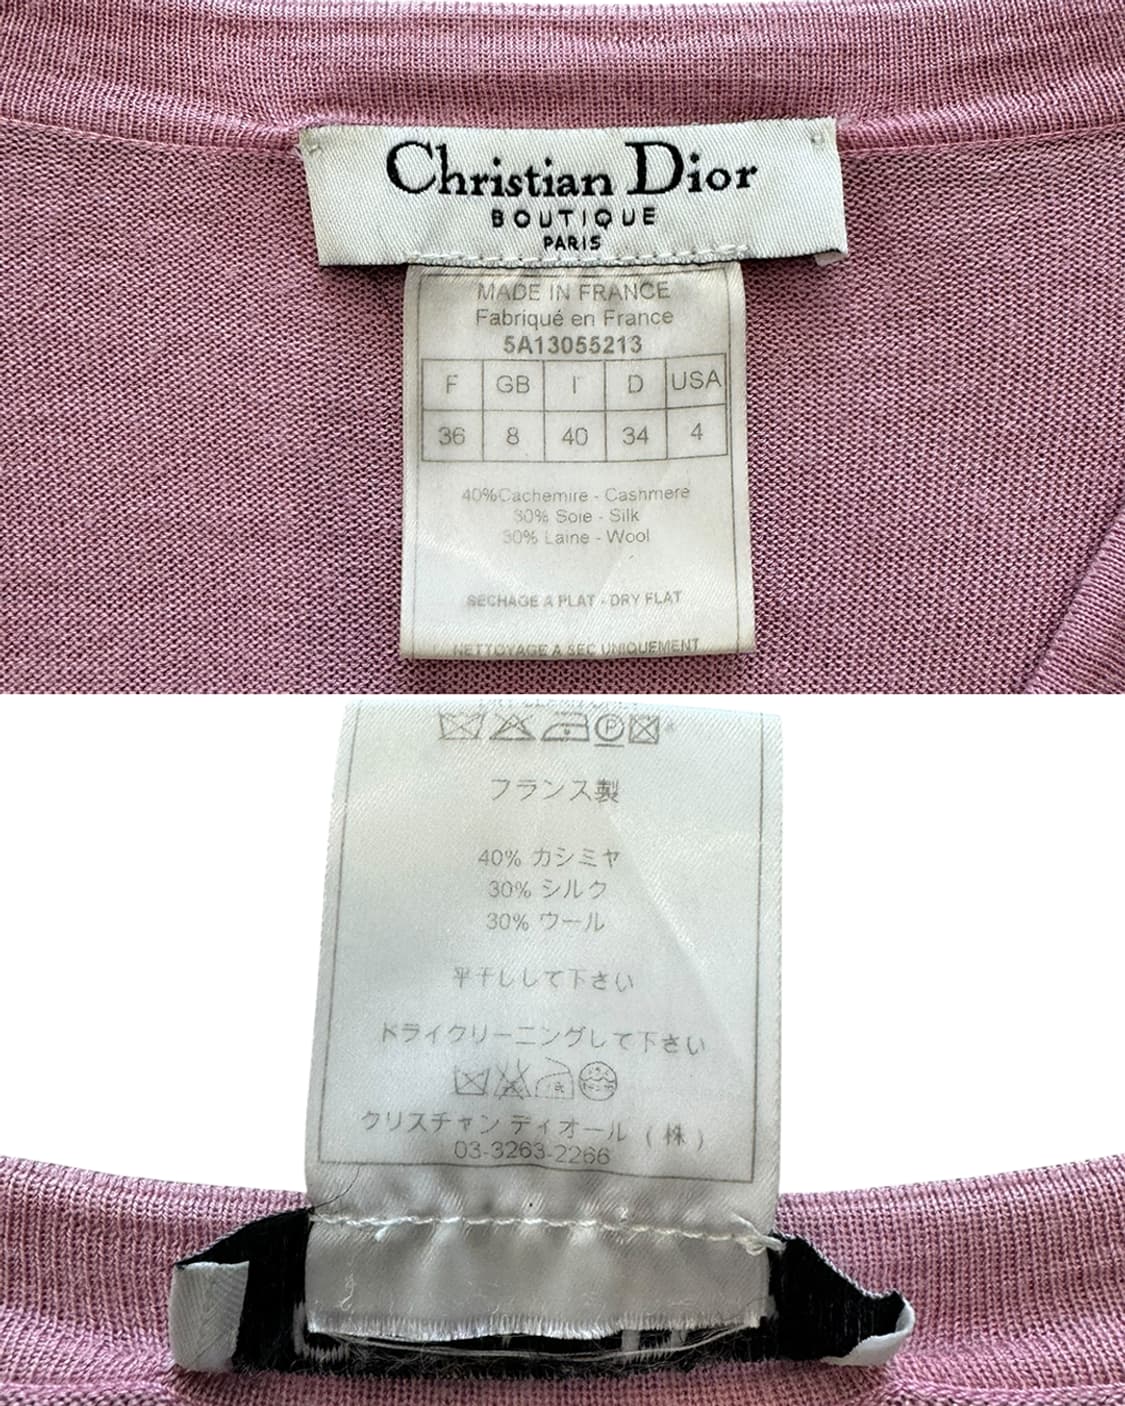 Christian Dior
BOUTIQUE
PARIS
MADE IN FRANCE
Fabriqué en France
5A13055213
F GB I D USA
36 8 40 34 4
40%Cachemire - Cashmere
30% Soie - Silk
30% Laine - Wool
SECHAGE A PLAT - DRY FLAT
NETTOYAGE A SEC UNIQUEMENT
P
フランス製
40% カシミヤ
30% シルク
30% ウール
平干しして下さい
ドライクリーニングして下さい
クリスチャン ディオール (株)
03-3263-2266